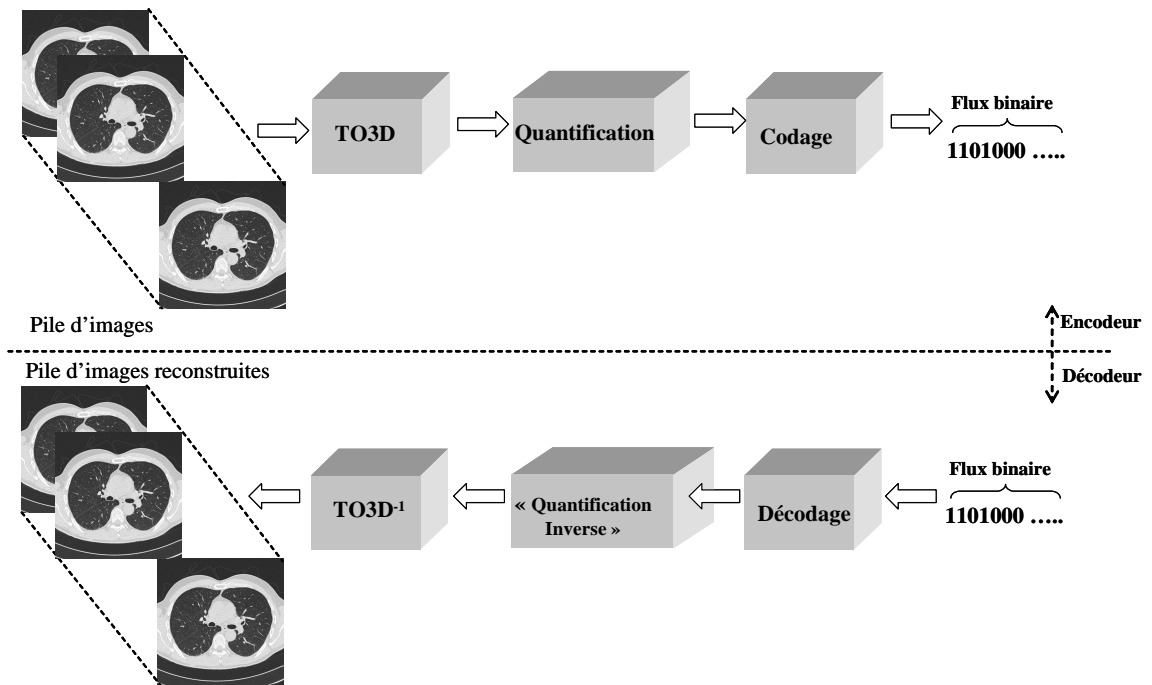 Flux binaire
TO3D
Quantification
Codage
1101000 …..
Pile d'images
Encodeur
Pile d'images reconstruites
Décodeur
Flux binaire
TO3D-1
« Quantification
Inverse »
Décodage
1101000 …..